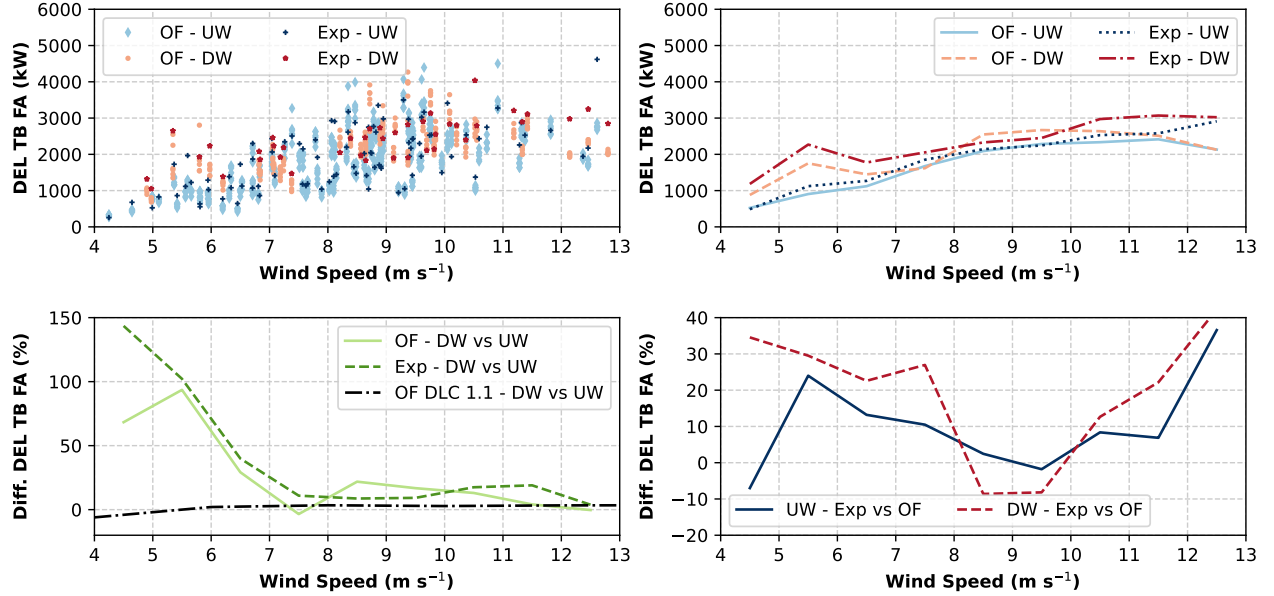 6000
5000
4000
3000
2000
1000
0
DEL TB FA (kW)
OF - UW
OF - DW
Exp - UW
Exp - DW
4 5 6 7 8 9 10 11 12 13
Wind Speed (m s⁻¹)
6000
5000
4000
3000
2000
1000
0
DEL TB FA (kW)
OF - UW
OF - DW
Exp - UW
Exp - DW
4 5 6 7 8 9 10 11 12 13
Wind Speed (m s⁻¹)
150
100
50
0
Diff. DEL TB FA (%)
OF - DW vs UW
Exp - DW vs UW
OF DLC 1.1 - DW vs UW
4 5 6 7 8 9 10 11 12 13
Wind Speed (m s⁻¹)
40
30
20
10
0
−10
−20
Diff. DEL TB FA (%)
UW - Exp vs OF
DW - Exp vs OF
4 5 6 7 8 9 10 11 12 13
Wind Speed (m s⁻¹)